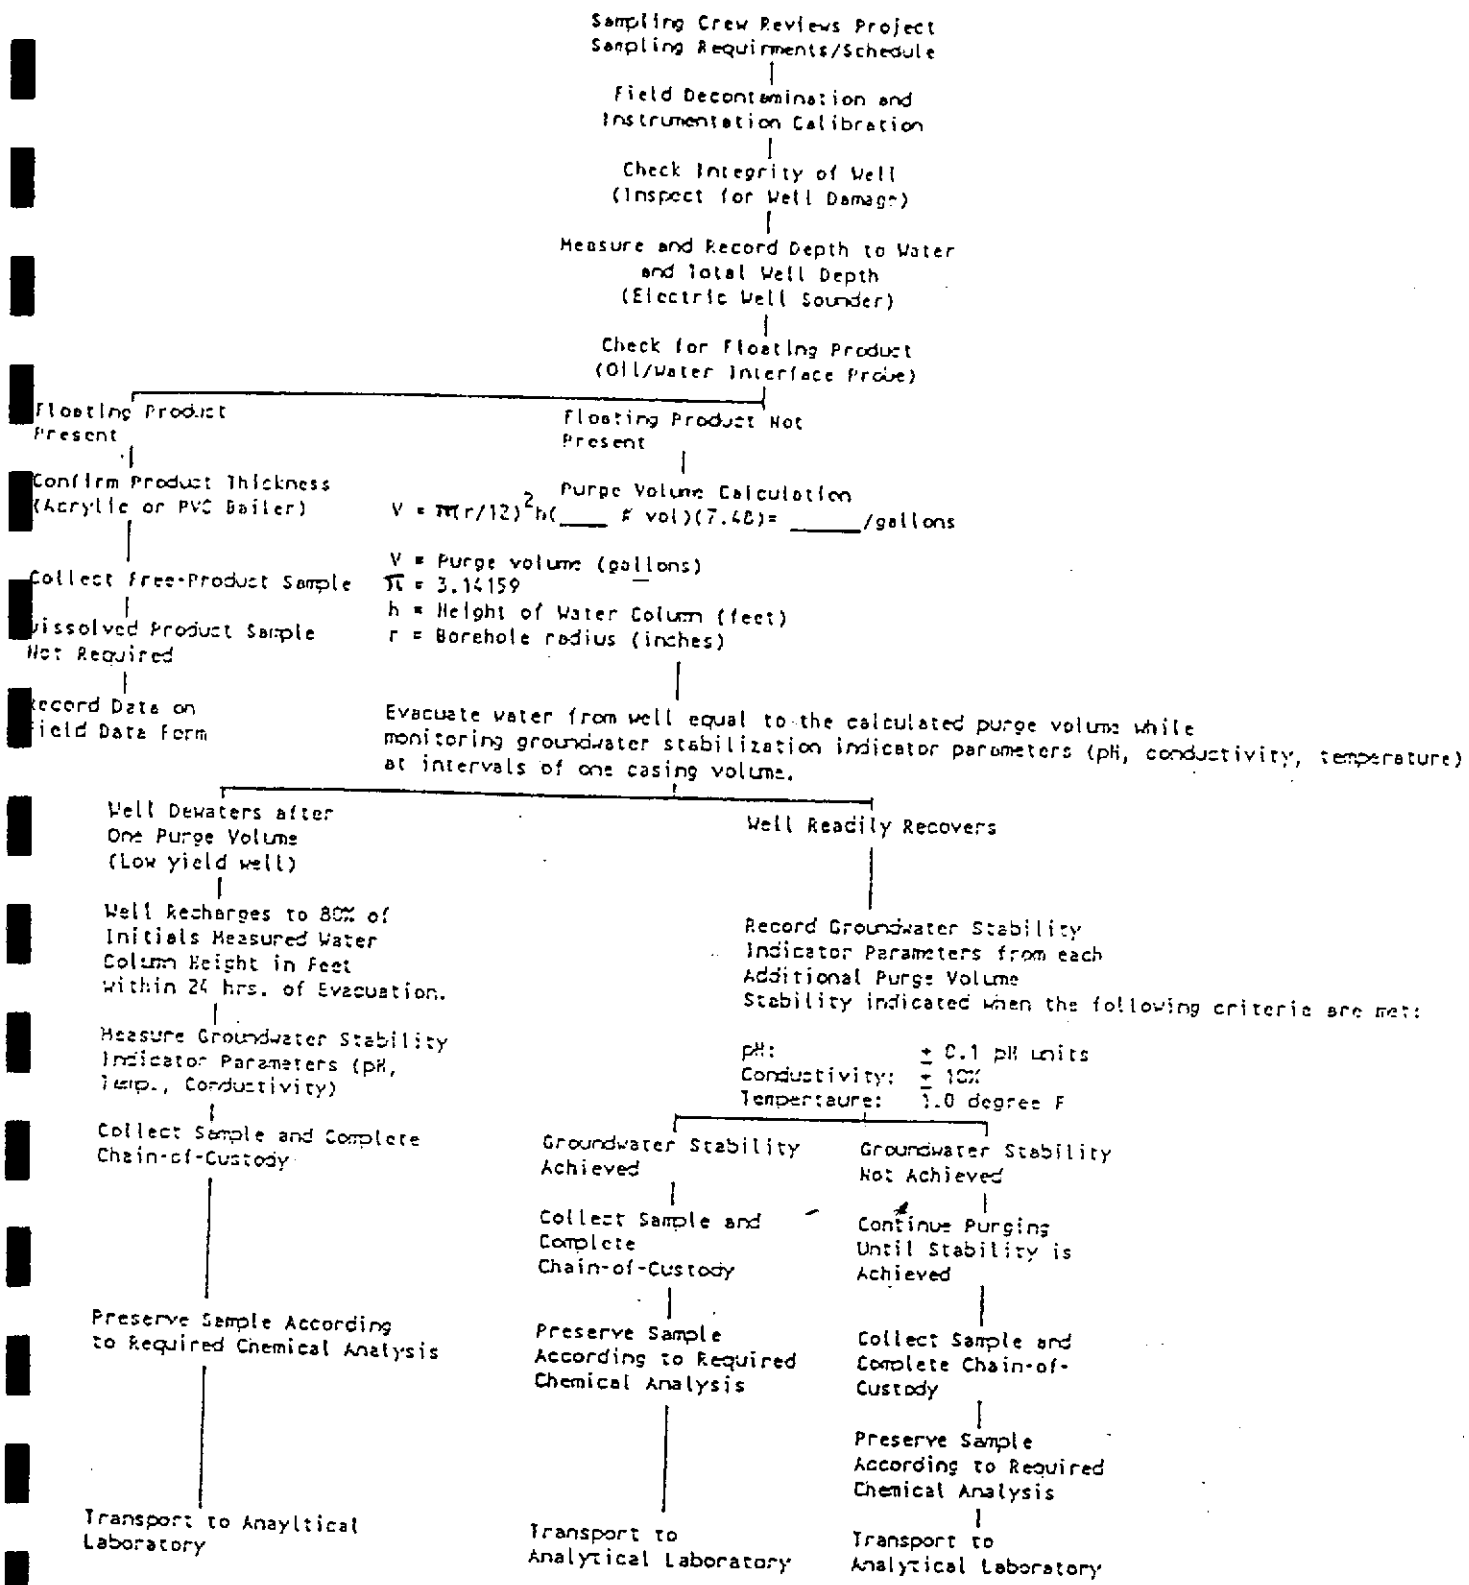 Sampling Crew Reviews Project
Sampling Requirments/Schedule
Field Decontamination and
Instrumentation Calibration
Check Integrity of Well
(Inspect for Well Damage)
Measure and Record Depth to Water
and Total Well Depth
(Electric Well Sounder)
Check for Floating Product
(Oil/Water Interface Probe)
Floating Product
Present
Confirm Product Thickness
(Acrylic or PVC Bailer)
Collect Free-Product Sample
Dissolved Product Sample
Not Required
Record Data on
Field Data Form
Floating Product Not
Present
Purge Volume Calculation
V = π(r/12)²h(____ # vol)(7.48)= _____/gallons
V = Purge volume (gallons)
π = 3.14159
h = Height of Water Column (feet)
r = Borehole radius (inches)
Evacuate water from well equal to the calculated purge volume while
monitoring groundwater stabilization indicator parameters (pH, conductivity, temperature)
at intervals of one casing volume.
Well Dewaters after
One Purge Volume
(Low yield well)
Well Recharges to 80% of
Initials Measured Water
Column Height in Feet
within 24 hrs. of Evacuation.
Measure Groundwater Stability
Indicator Parameters (pH,
Temp., Conductivity)
Collect Sample and Complete
Chain-of-Custody
Preserve Sample According
to Required Chemical Analysis
Transport to Anayltical
Laboratory
Well Readily Recovers
Record Groundwater Stability
Indicator Parameters from each
Additional Purge Volume
Stability indicated when the following criteria are met:
pH: ± 0.1 pH units
Conductivity: ± 10%
Tempertaure: 1.0 degree F
Groundwater Stability
Achieved
Collect Sample and
Complete
Chain-of-Custody
Preserve Sample
According to Required
Chemical Analysis
Transport to
Analytical Laboratory
Groundwater Stability
Not Achieved
Continue Purging
Until Stability is
Achieved
Collect Sample and
Complete Chain-of-
Custody
Preserve Sample
According to Required
Chemical Analysis
Transport to
Analytical Laboratory